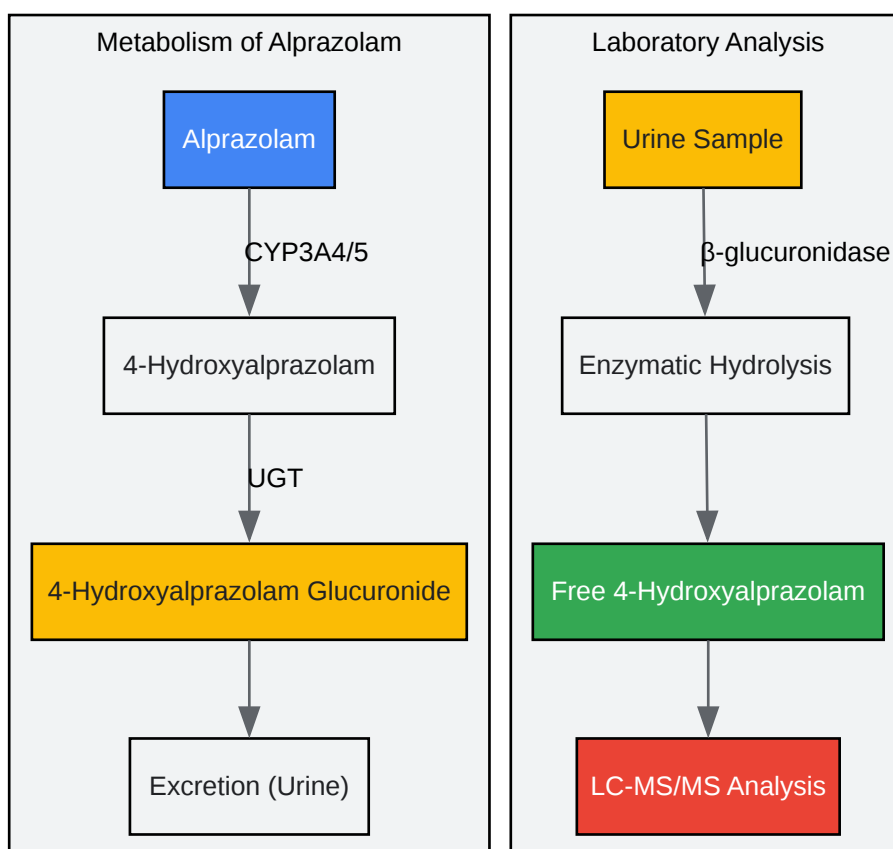 Metabolism of Alprazolam
Alprazolam
CYP3A4/5
4-Hydroxyalprazolam
UGT
4-Hydroxyalprazolam Glucuronide
Excretion (Urine)
Laboratory Analysis
Urine Sample
β-glucuronidase
Enzymatic Hydrolysis
Free 4-Hydroxyalprazolam
LC-MS/MS Analysis